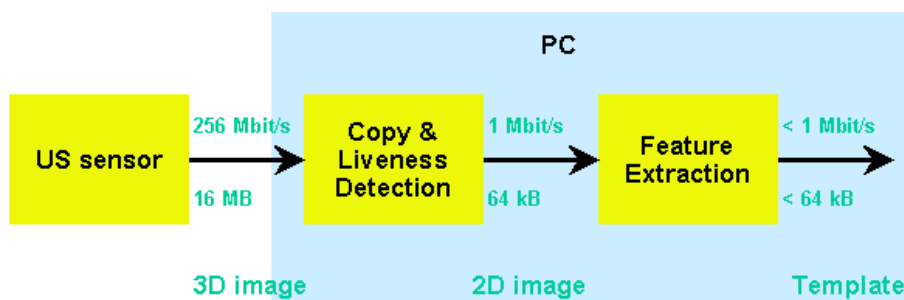 PC
US sensor
256 Mbit/s
16 MB
Copy &
Liveness
Detection
1 Mbit/s
64 kB
Feature
Extraction
< 1 Mbit/s
< 64 kB
3D image
2D image
Template